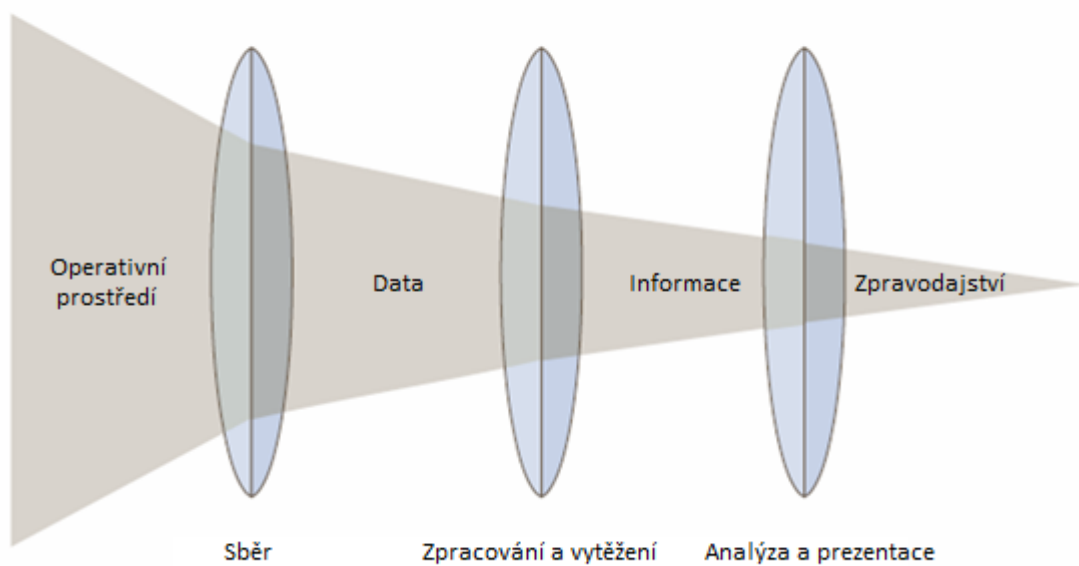 Operativní
prostředí
Data
Informace
Zpravodajství
Sběr
Zpracování a vytěžení
Analýza a prezentace